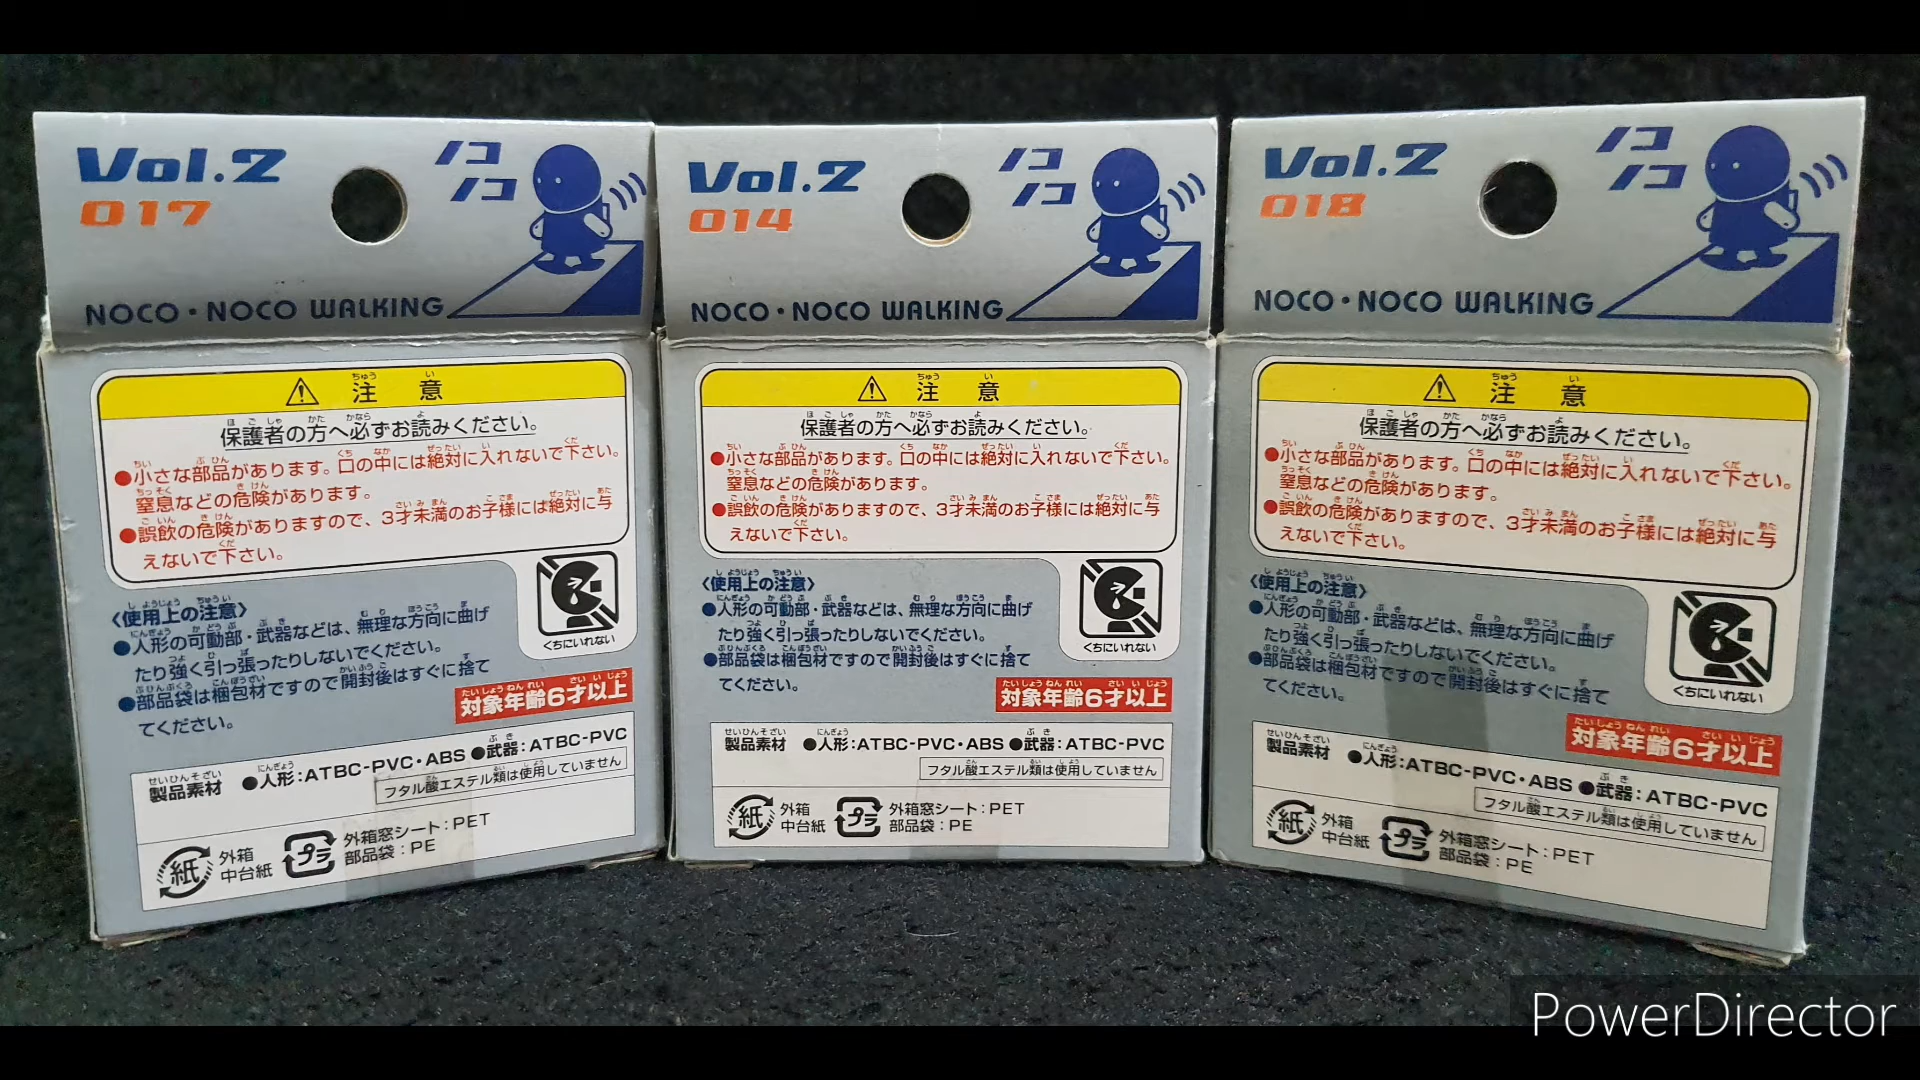 Vol.2
017
ノコ
ノコ
NOCO・NOCO WALKING
注意
保護者の方へ必ずお読みください。
●小さな部品があります。口の中には絶対に入れないで下さい。
窒息などの危険があります。
●誤飲の危険がありますので、3才未満のお子様には絶対に与
えないで下さい。
くちにいれない
〈使用上の注意〉
●人形の可動部・武器などは、無理な方向に曲げ
たり強く引っ張ったりしないでください。
●部品袋は梱包材ですので開封後はすぐに捨て
てください。
対象年齢6才以上
製品素材 ●人形:ATBC-PVC・ABS ●武器:ATBC-PVC
フタル酸エステル類は使用していません
紙 外箱
中台紙
プラ 外箱窓シート:PET
部品袋:PE
Vol.2
014
ノコ
ノコ
NOCO・NOCO WALKING
注意
保護者の方へ必ずお読みください。
●小さな部品があります。口の中には絶対に入れないで下さい。
窒息などの危険があります。
●誤飲の危険がありますので、3才未満のお子様には絶対に与
えないで下さい。
くちにいれない
〈使用上の注意〉
●人形の可動部・武器などは、無理な方向に曲げ
たり強く引っ張ったりしないでください。
●部品袋は梱包材ですので開封後はすぐに捨て
てください。
対象年齢6才以上
製品素材 ●人形:ATBC-PVC・ABS ●武器:ATBC-PVC
フタル酸エステル類は使用していません
紙 外箱
中台紙
プラ 外箱窓シート:PET
部品袋:PE
Vol.2
018
ノコ
ノコ
NOCO・NOCO WALKING
注意
保護者の方へ必ずお読みください。
●小さな部品があります。口の中には絶対に入れないで下さい。
窒息などの危険があります。
●誤飲の危険がありますので、3才未満のお子様には絶対に与
えないで下さい。
くちにいれない
〈使用上の注意〉
●人形の可動部・武器などは、無理な方向に曲げ
たり強く引っ張ったりしないでください。
●部品袋は梱包材ですので開封後はすぐに捨て
てください。
対象年齢6才以上
製品素材 ●人形:ATBC-PVC・ABS ●武器:ATBC-PVC
フタル酸エステル類は使用していません
紙 外箱
中台紙
プラ 外箱窓シート:PET
部品袋:PE
PowerDirector